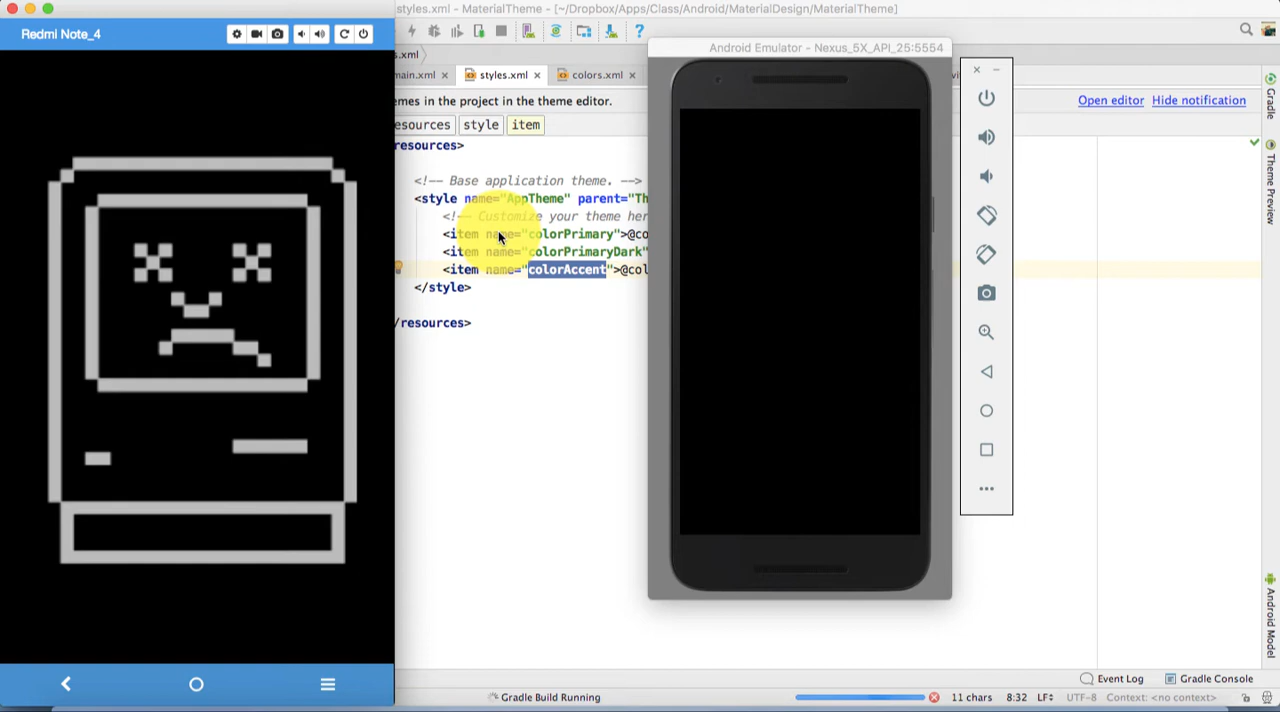 styles.xml - MaterialTheme - [~/Dropbox/Apps/Class/Android/MaterialDesign/MaterialTheme]
Redmi Note_4
Android Emulator - Nexus_5X_API_25:5554
s.xml
main.xml
styles.xml
colors.xml
emes in the project in the theme editor.
Open editor
Hide notification
esources
style
item
resources>
<!-- Base application theme. -->
<style name="AppTheme" parent="Th
<!-- Customize your theme her
<item name="colorPrimary">@co
<item name="colorPrimaryDark"
<item name="colorAccent">@col
</style>
/resources>
Gradle
Theme Preview
Android Model
Event Log
Gradle Console
Gradle Build Running
11 chars
8:32
LF÷
UTF-8
Context: <no context>